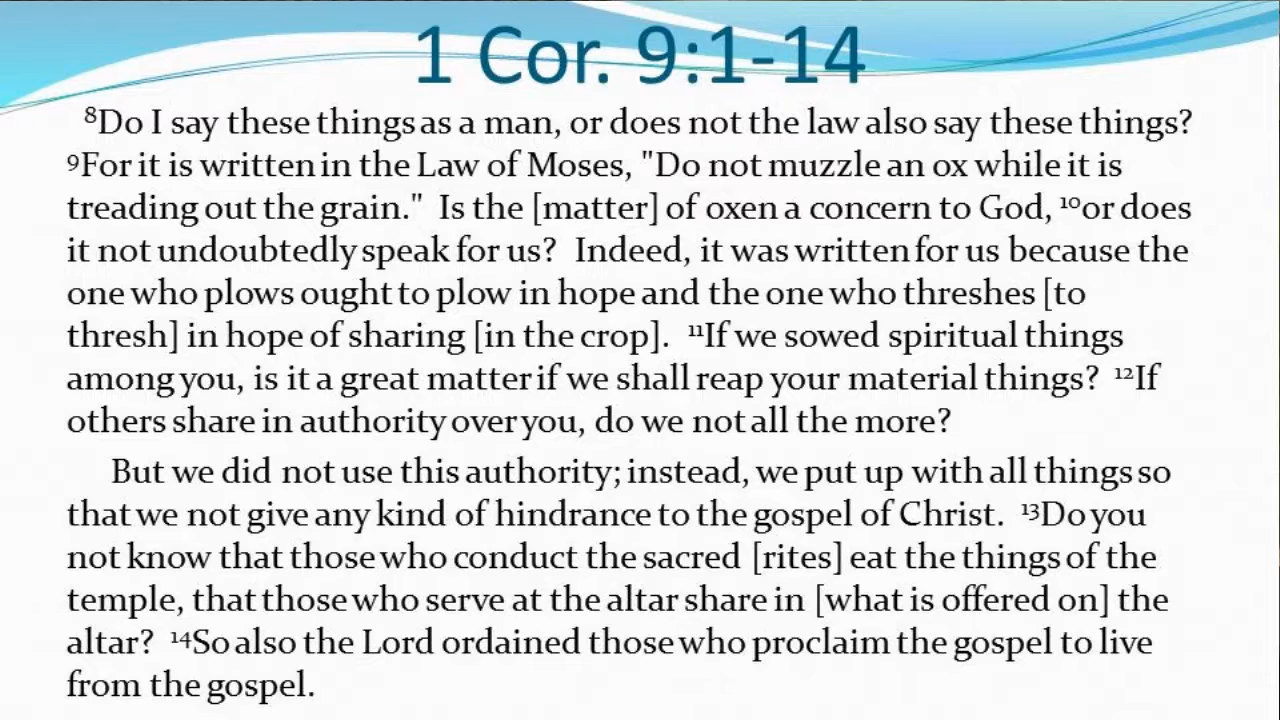 1 Cor. 9:1-14
⁸Do I say these things as a man, or does not the law also say these things?
⁹For it is written in the Law of Moses, "Do not muzzle an ox while it is
treading out the grain." Is the [matter] of oxen a concern to God, ¹⁰or does
it not undoubtedly speak for us? Indeed, it was written for us because the
one who plows ought to plow in hope and the one who threshes [to
thresh] in hope of sharing [in the crop]. ¹¹If we sowed spiritual things
among you, is it a great matter if we shall reap your material things? ¹²If
others share in authority over you, do we not all the more?
But we did not use this authority; instead, we put up with all things so
that we not give any kind of hindrance to the gospel of Christ. ¹³Do you
not know that those who conduct the sacred [rites] eat the things of the
temple, that those who serve at the altar share in [what is offered on] the
altar? ¹⁴So also the Lord ordained those who proclaim the gospel to live
from the gospel.